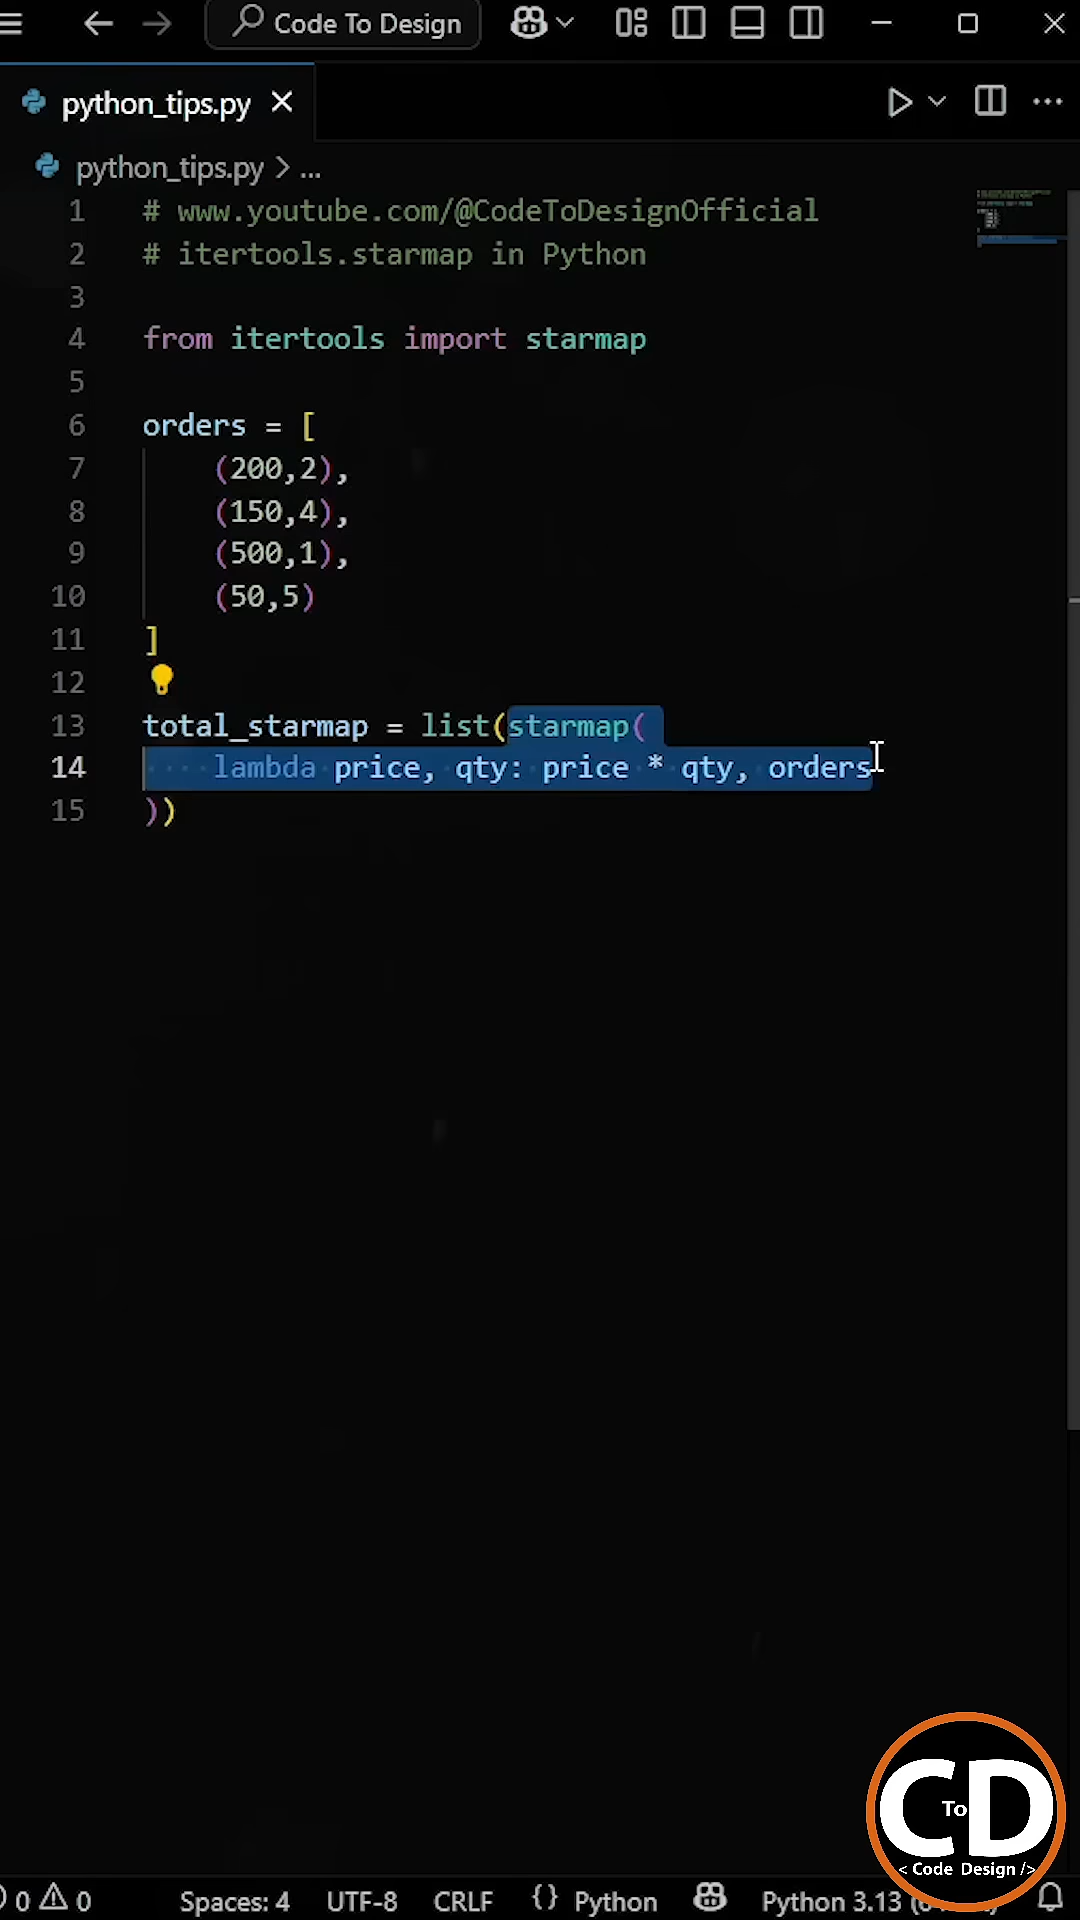 Code To Design
python_tips.py
python_tips.py > ...
1 # www.youtube.com/@CodeToDesignOfficial
2 # itertools.starmap in Python
3
4 from itertools import starmap
5
6 orders = [
7 (200,2),
8 (150,4),
9 (500,1),
10 (50,5)
11 ]
12
13 total_starmap = list(starmap(
14 lambda price, qty: price * qty, orders
15 ))
CD
To
< Code Design />
0 0 Spaces: 4 UTF-8 CRLF {} Python Python 3.13